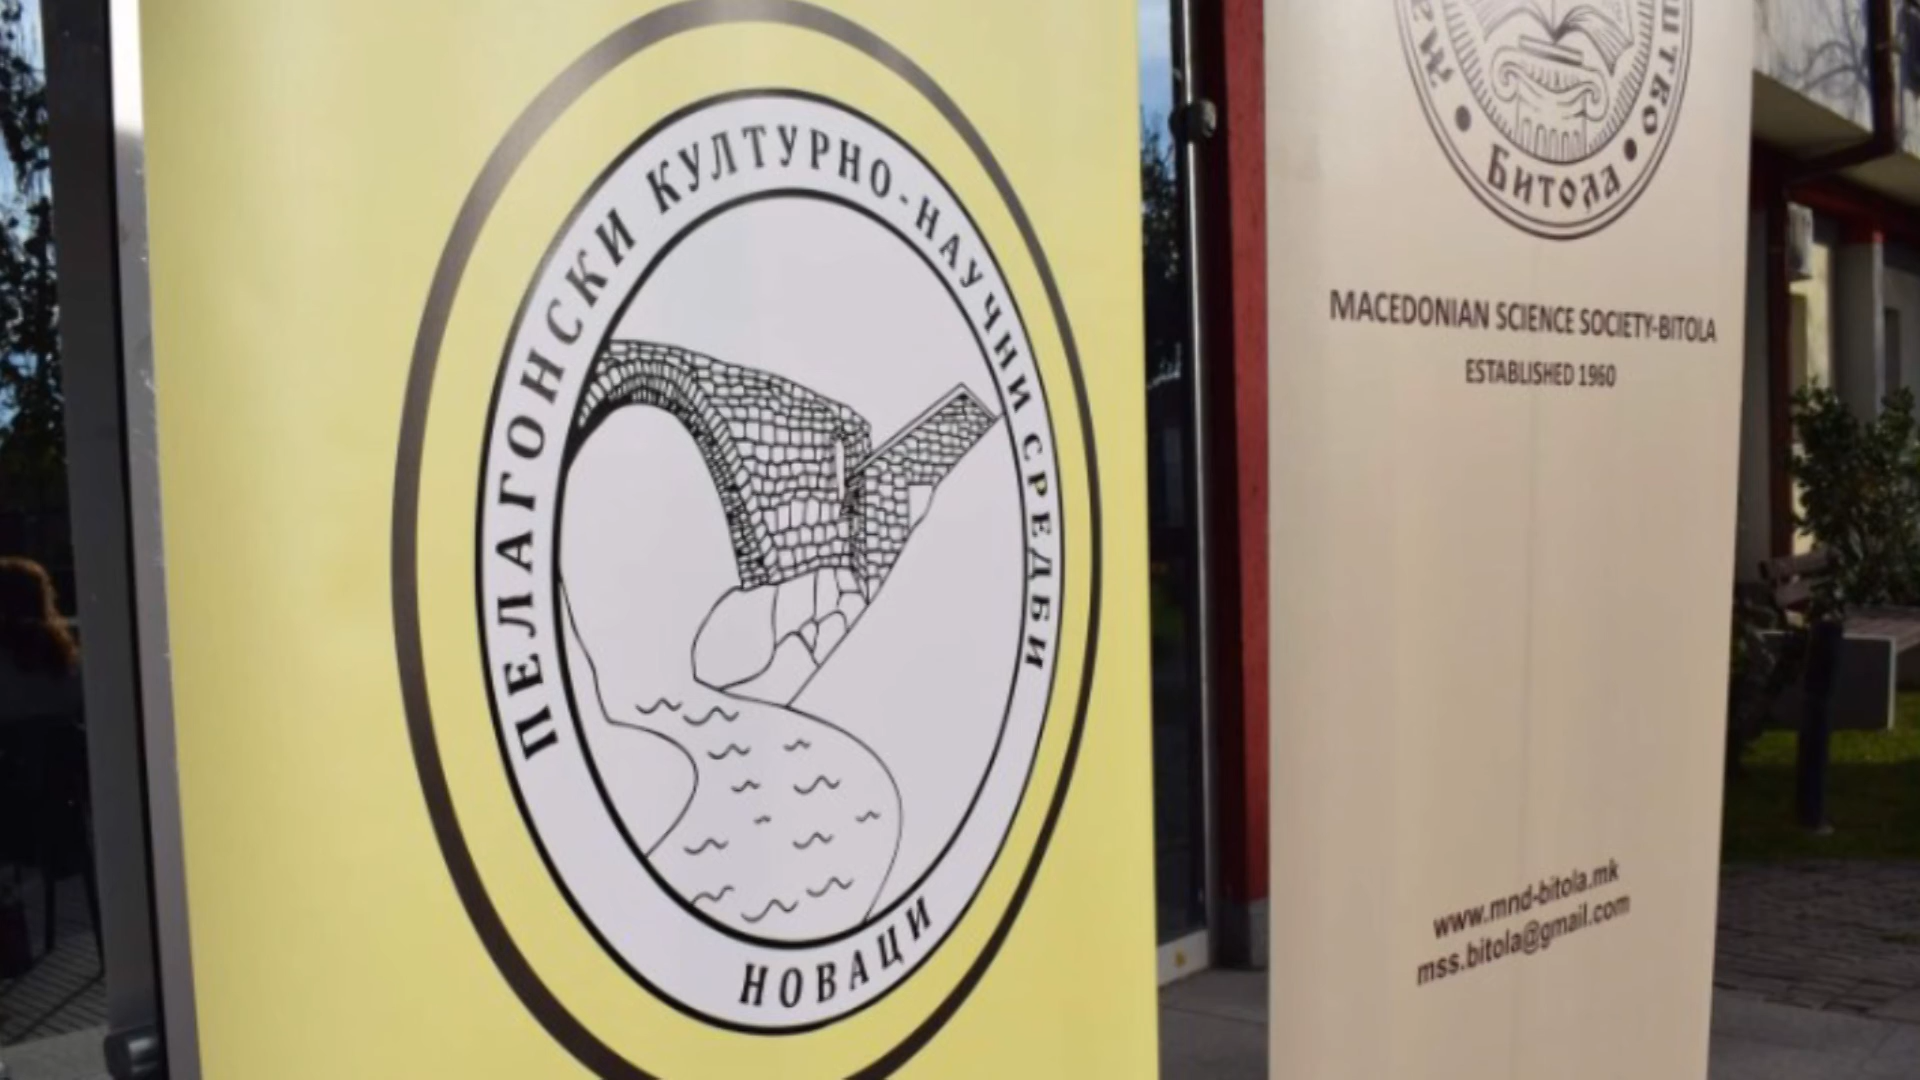 ПЕЛАГОНСКИ КУЛТУРНО-НАУЧНИ СРЕДБИ
НОВАЦИ
• Битола •
MACEDONIAN SCIENCE SOCIETY-BITOLA
ESTABLISHED 1960
www.mnd-bitola.mk
mss.bitola@gmail.com